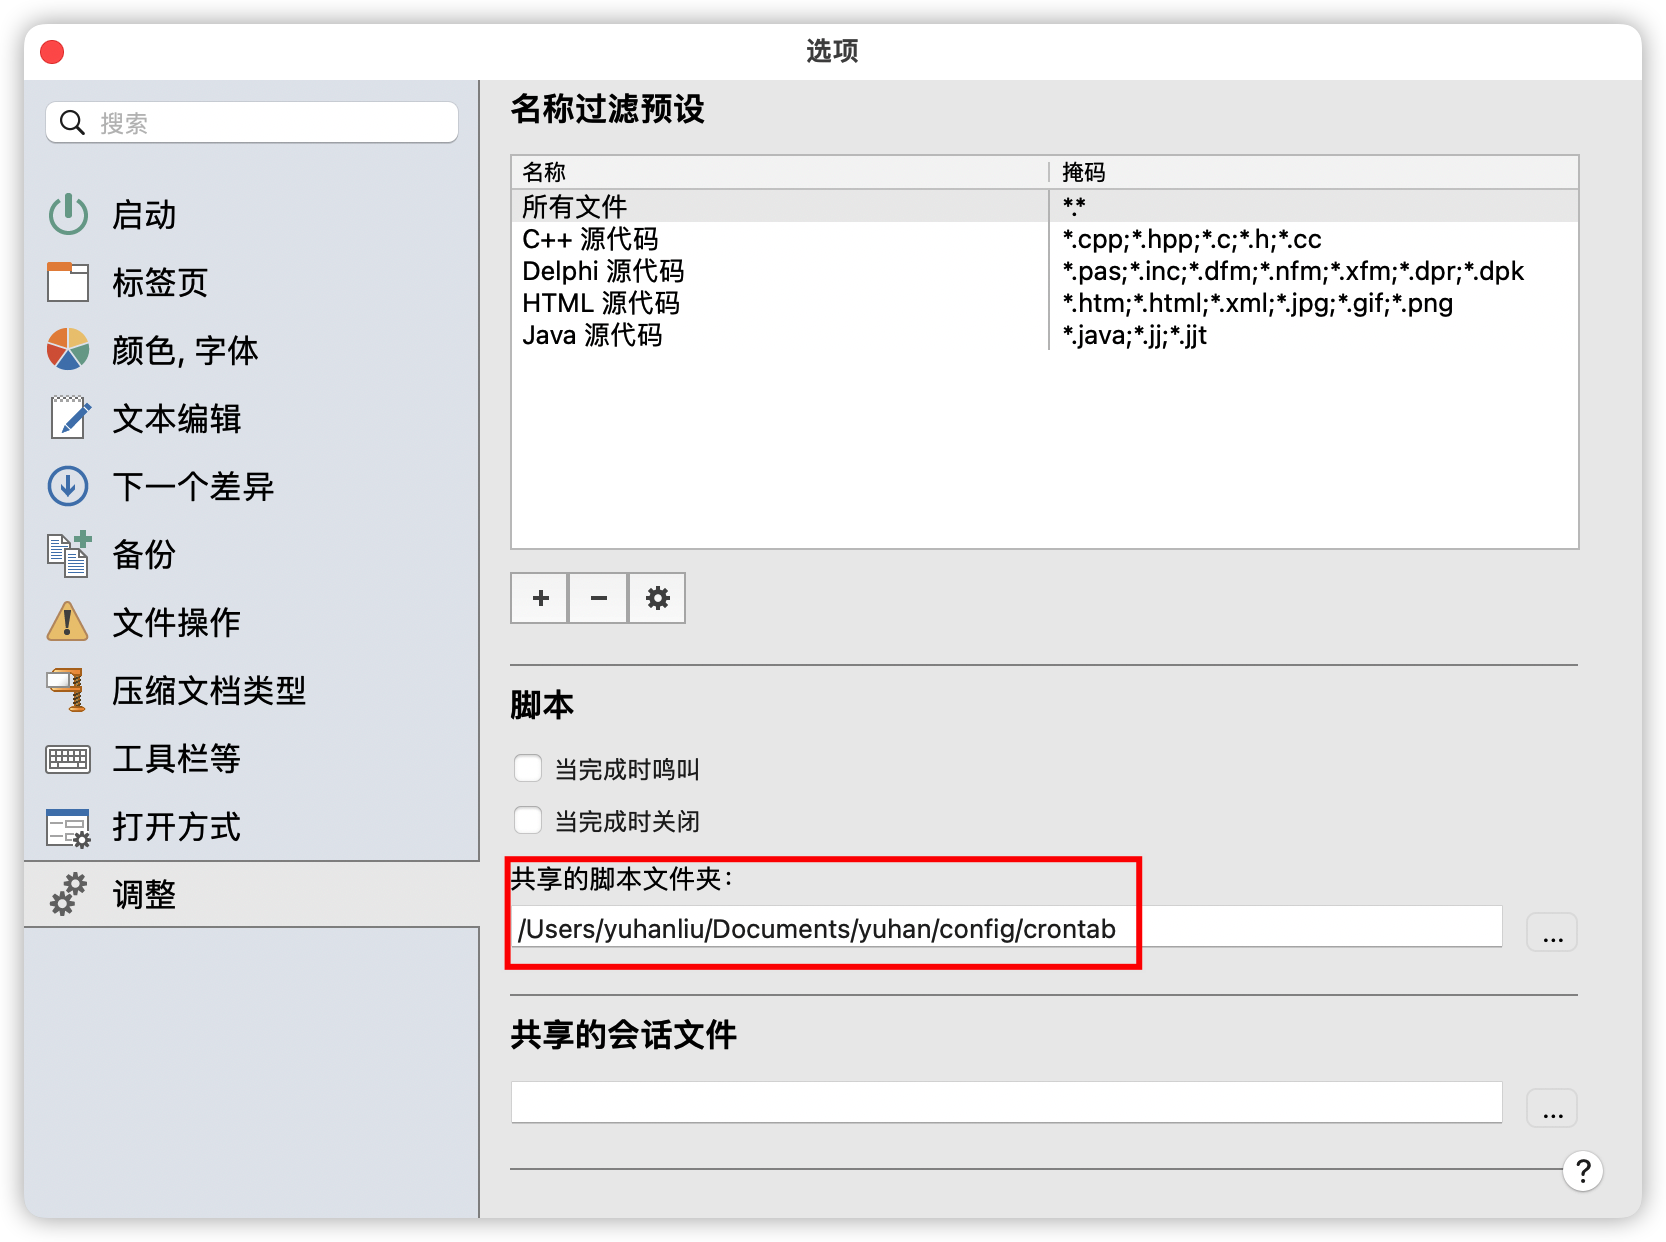 选项
搜索
启动
标签页
颜色, 字体
文本编辑
下一个差异
备份
文件操作
压缩文档类型
工具栏等
打开方式
调整
名称过滤预设
名称 掩码
所有文件 *.*
C++ 源代码 *.cpp;*.hpp;*.c;*.h;*.cc
Delphi 源代码 *.pas;*.inc;*.dfm;*.nfm;*.xfm;*.dpr;*.dpk
HTML 源代码 *.htm;*.html;*.xml;*.jpg;*.gif;*.png
Java 源代码 *.java;*.jj;*.jjt
+ −
脚本
当完成时鸣叫
当完成时关闭
共享的脚本文件夹：
/Users/yuhanliu/Documents/yuhan/config/crontab ...
共享的会话文件
...
?